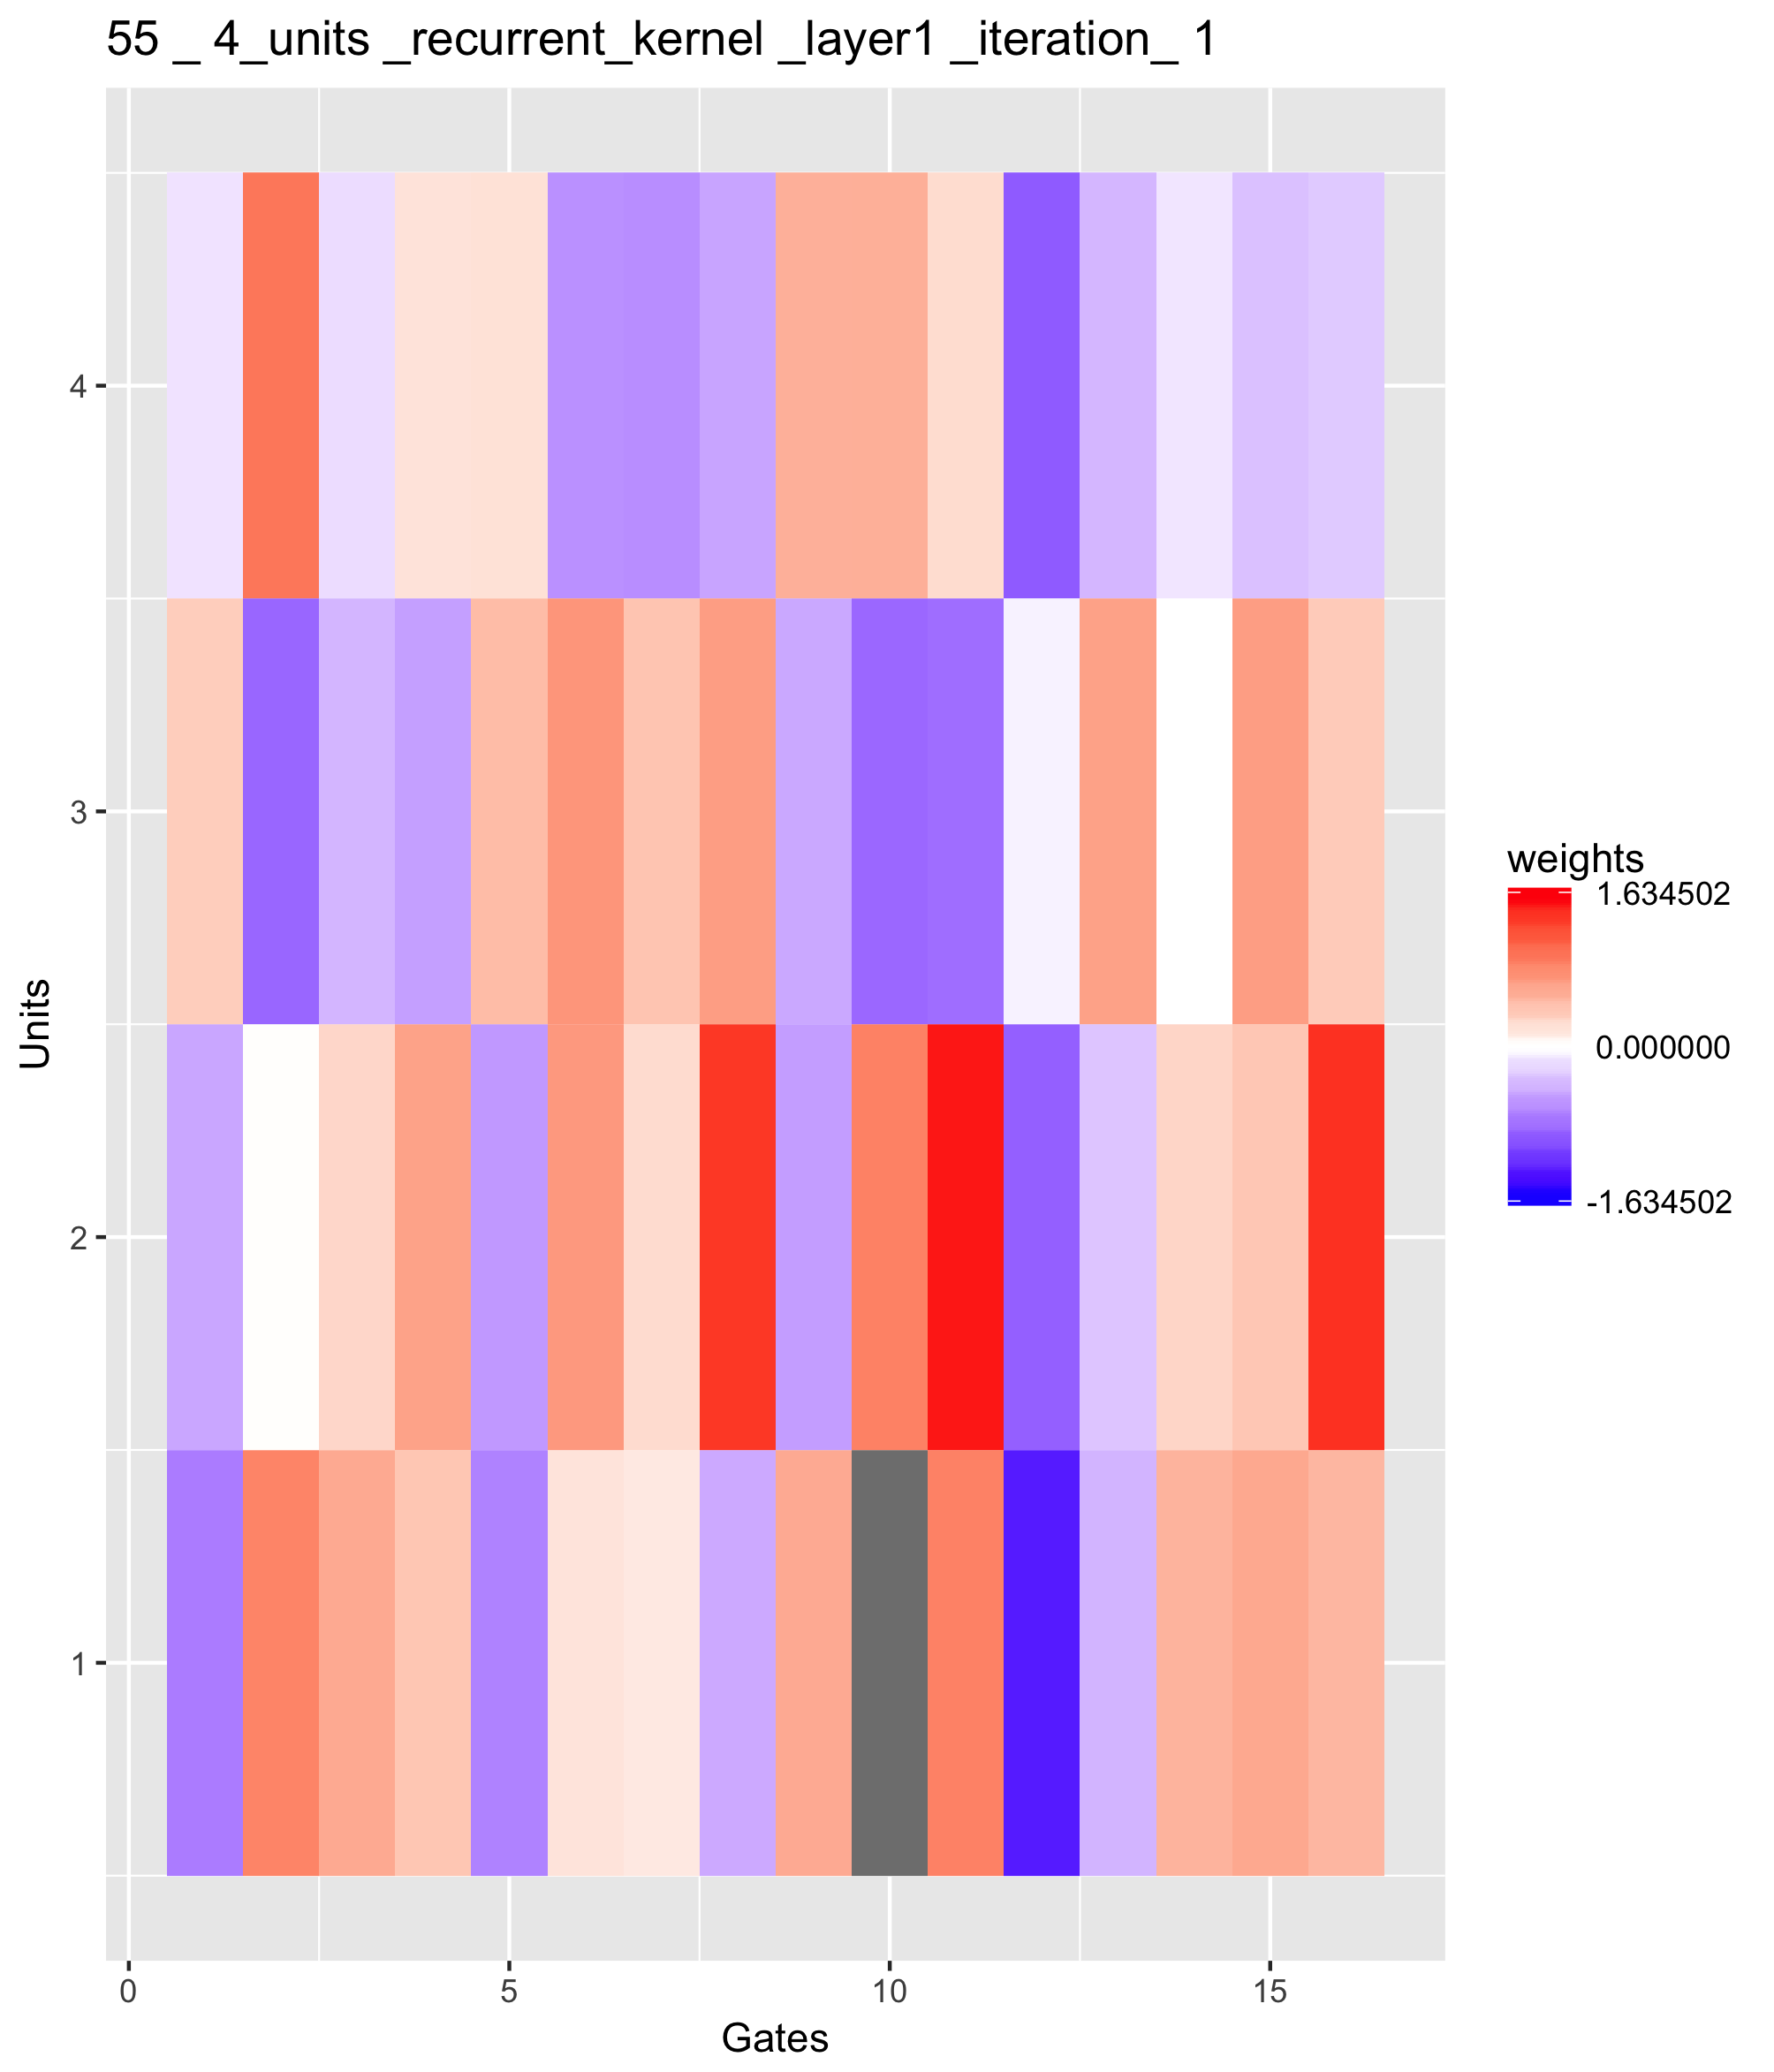 55 _ 4_units _recurrent_kernel _layer1 _iteration_ 1
Units
4
3
2
1
0
5
10
15
Gates
weights
1.634502
0.000000
-1.634502